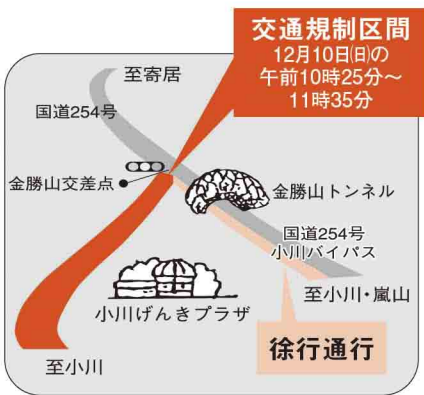 交通規制区間
12月10日(日)の
午前10時25分～
11時35分
至寄居
国道254号
金勝山交差点
金勝山トンネル
国道254号
小川バイパス
小川げんきプラザ
至小川・嵐山
徐行通行
至小川